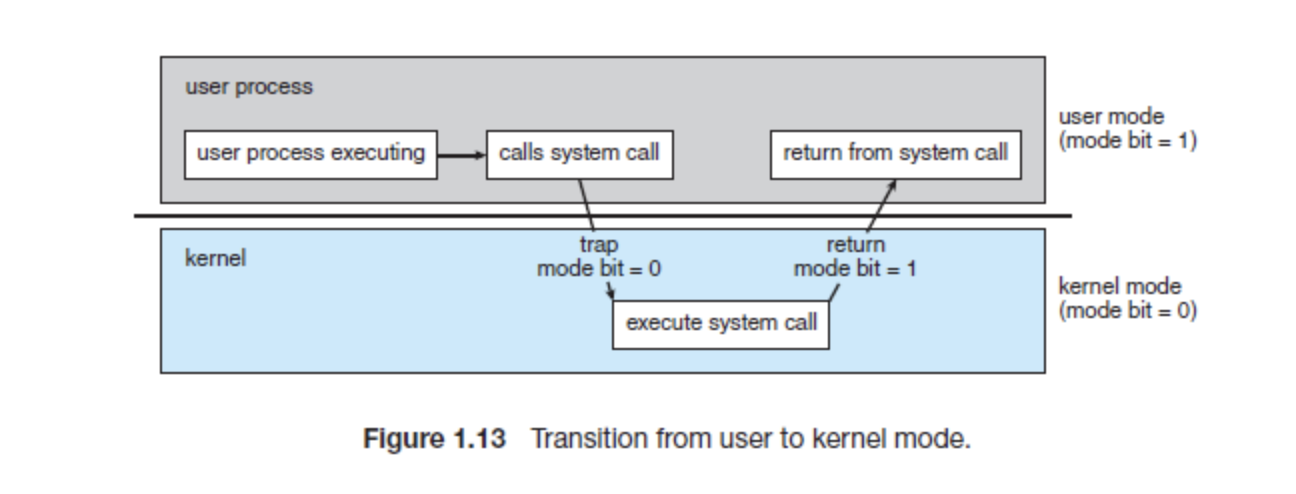 user process
user process executing
calls system call
return from system call
user mode
(mode bit = 1)
kernel
trap
mode bit = 0
return
mode bit = 1
execute system call
kernel mode
(mode bit = 0)
Figure 1.13 Transition from user to kernel mode.